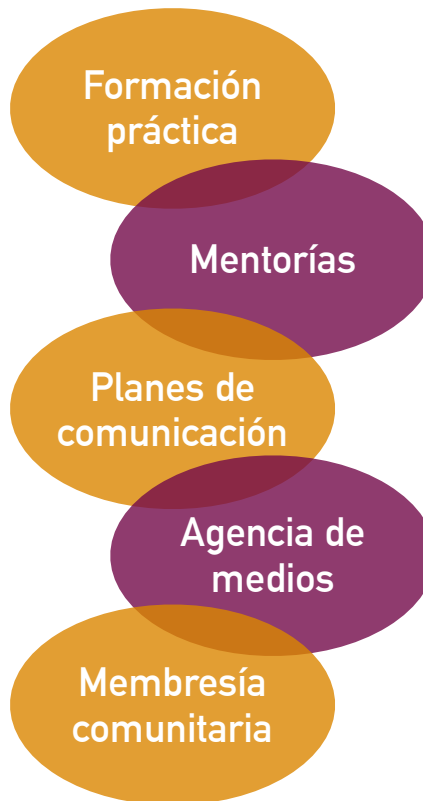 Formación
práctica
Mentorías
Planes de
comunicación
Agencia de
medios
Membresía
comunitaria